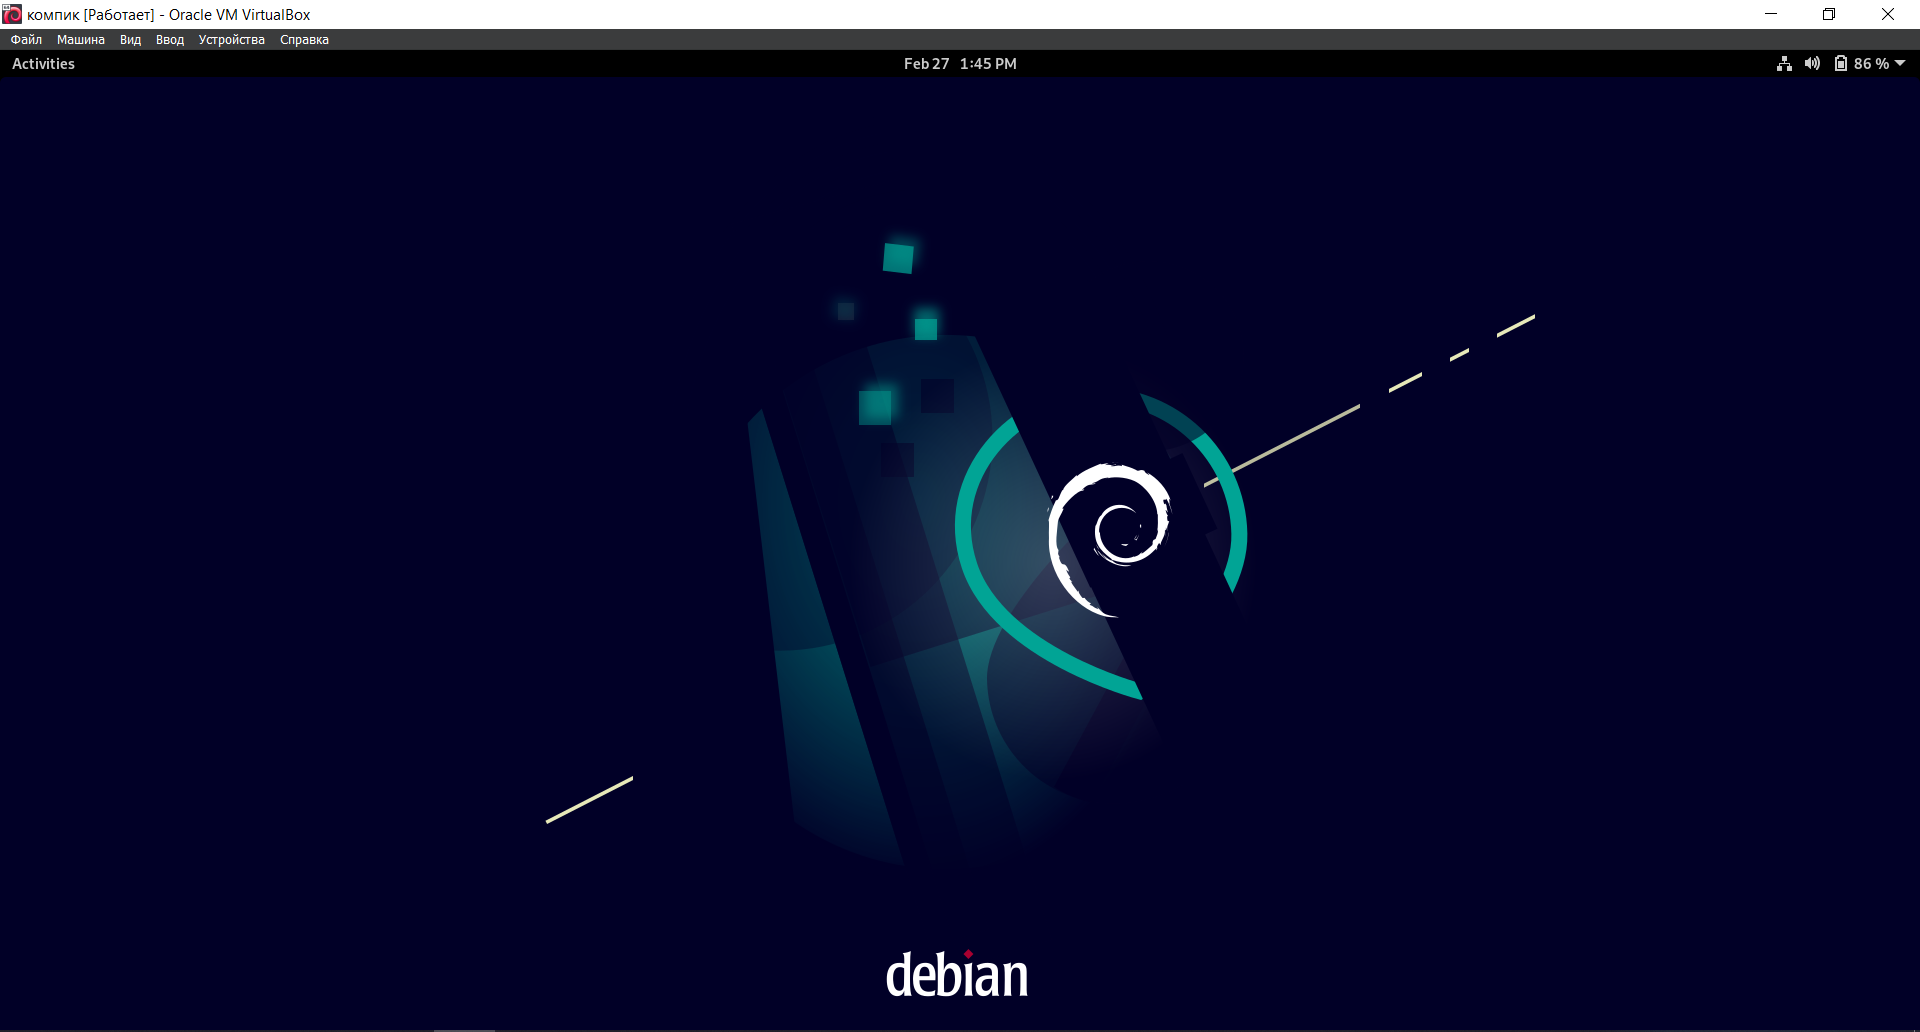 компик [Работает] - Oracle VM VirtualBox
Файл Машина Вид Ввод Устройства Справка
Activities Feb 27 1:45 PM 86 %
debian